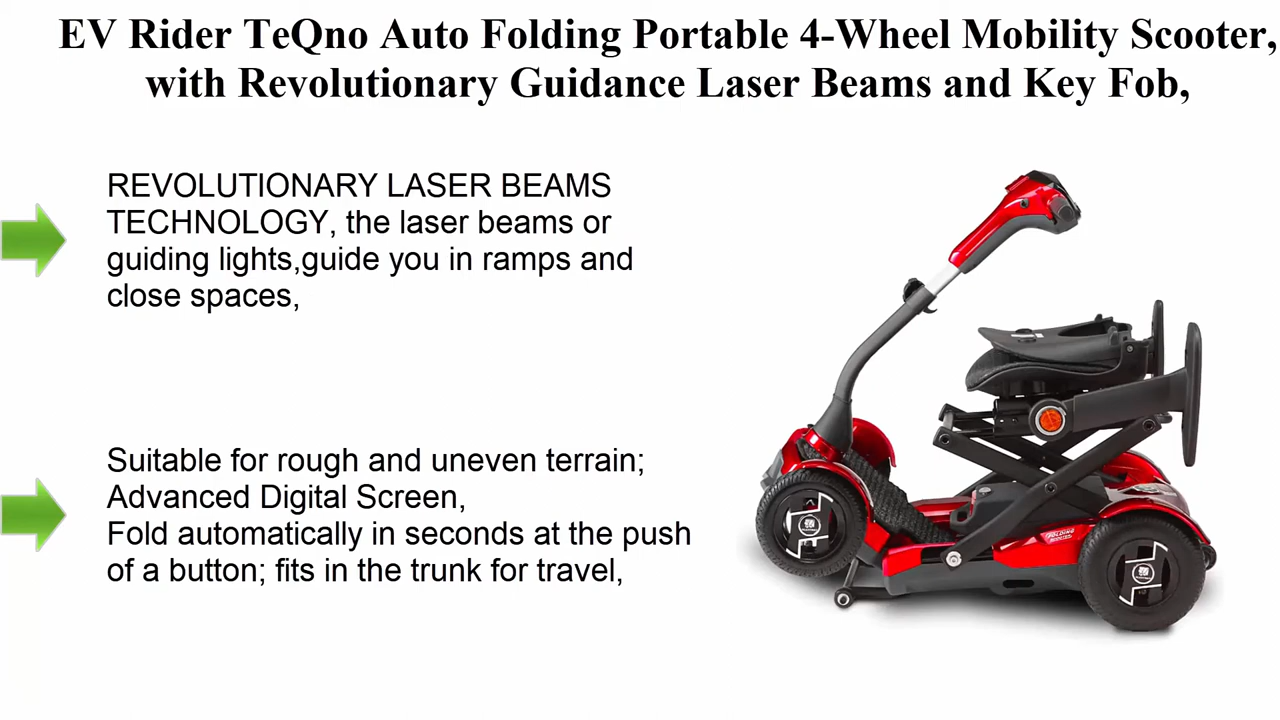 EV Rider TeQno Auto Folding Portable 4-Wheel Mobility Scooter,
with Revolutionary Guidance Laser Beams and Key Fob,
REVOLUTIONARY LASER BEAMS
TECHNOLOGY, the laser beams or
guiding lights,guide you in ramps and
close spaces,
Suitable for rough and uneven terrain;
Advanced Digital Screen,
Fold automatically in seconds at the push
of a button; fits in the trunk for travel,